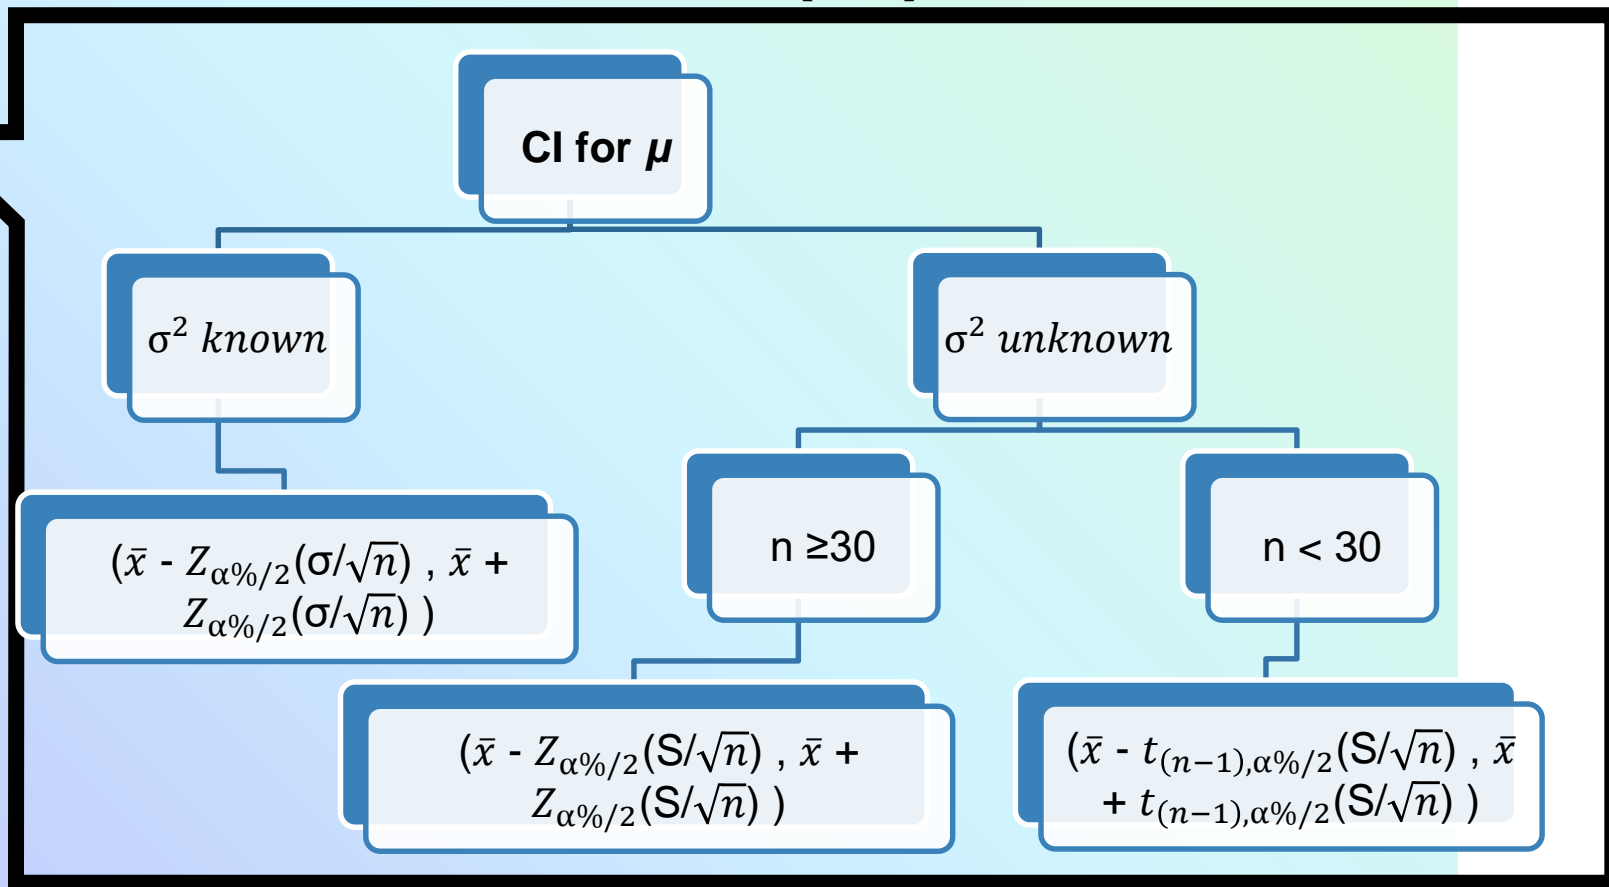 CI for μ
σ² known
σ² unknown
(x̄ - Z_{α%/2}(σ/√n) , x̄ +
Z_{α%/2}(σ/√n) )
n ≥30
n < 30
(x̄ - Z_{α%/2}(S/√n) , x̄ +
Z_{α%/2}(S/√n) )
(x̄ - t_{(n−1),α%/2}(S/√n) , x̄
+ t_{(n−1),α%/2}(S/√n) )